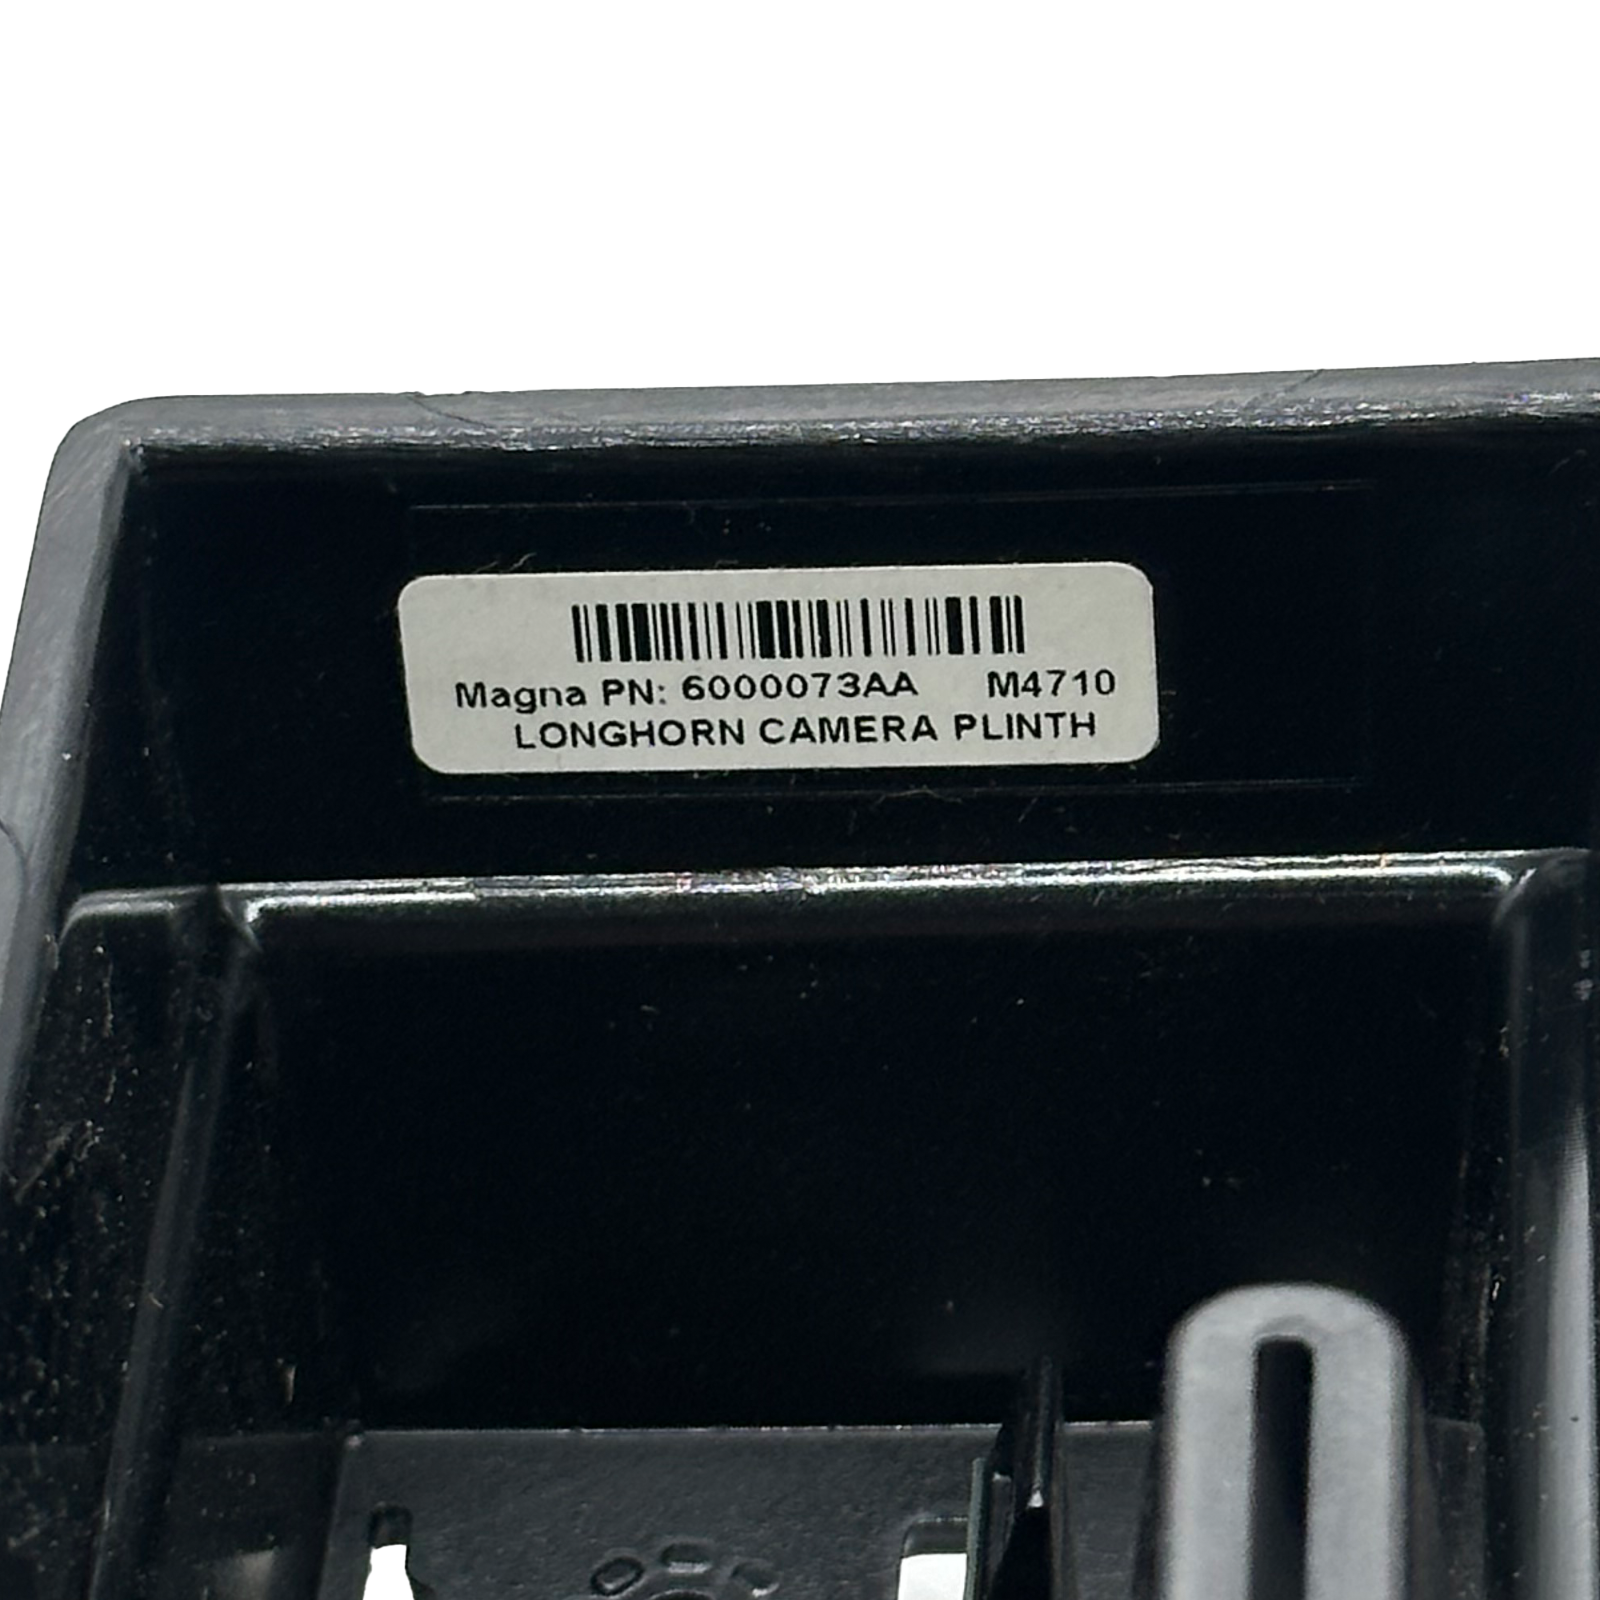 Magna PN: 6000073AA M4710
LONGHORN CAMERA PLINTH